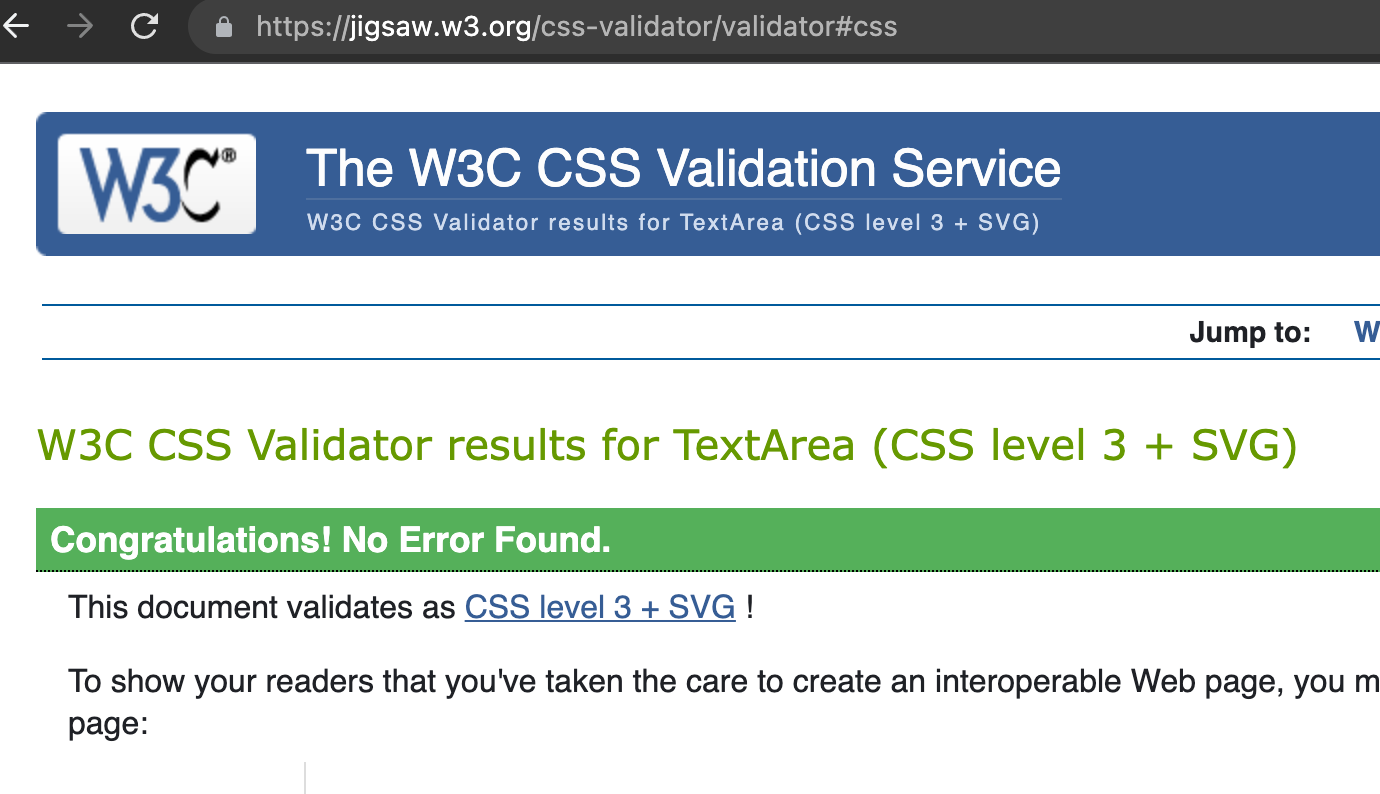 https://jigsaw.w3.org/css-validator/validator#css
W3C®
The W3C CSS Validation Service
W3C CSS Validator results for TextArea (CSS level 3 + SVG)
Jump to: W
W3C CSS Validator results for TextArea (CSS level 3 + SVG)
Congratulations! No Error Found.
This document validates as CSS level 3 + SVG !
To show your readers that you've taken the care to create an interoperable Web page, you m
page: